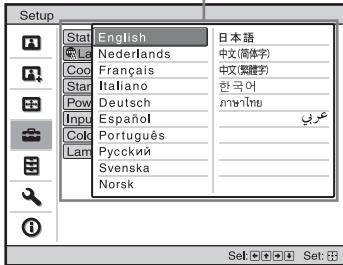 Setup
Stat
La
Coo
Star
Pow
Inpu
Colo
Lam
English
Nederlands
Français
Italiano
Deutsch
Español
Português
Русский
Svenska
Norsk
日本語
中文(简体字)
中文(繁體字)
한국어
ภาษาไทย
عربي
Sel: Set: